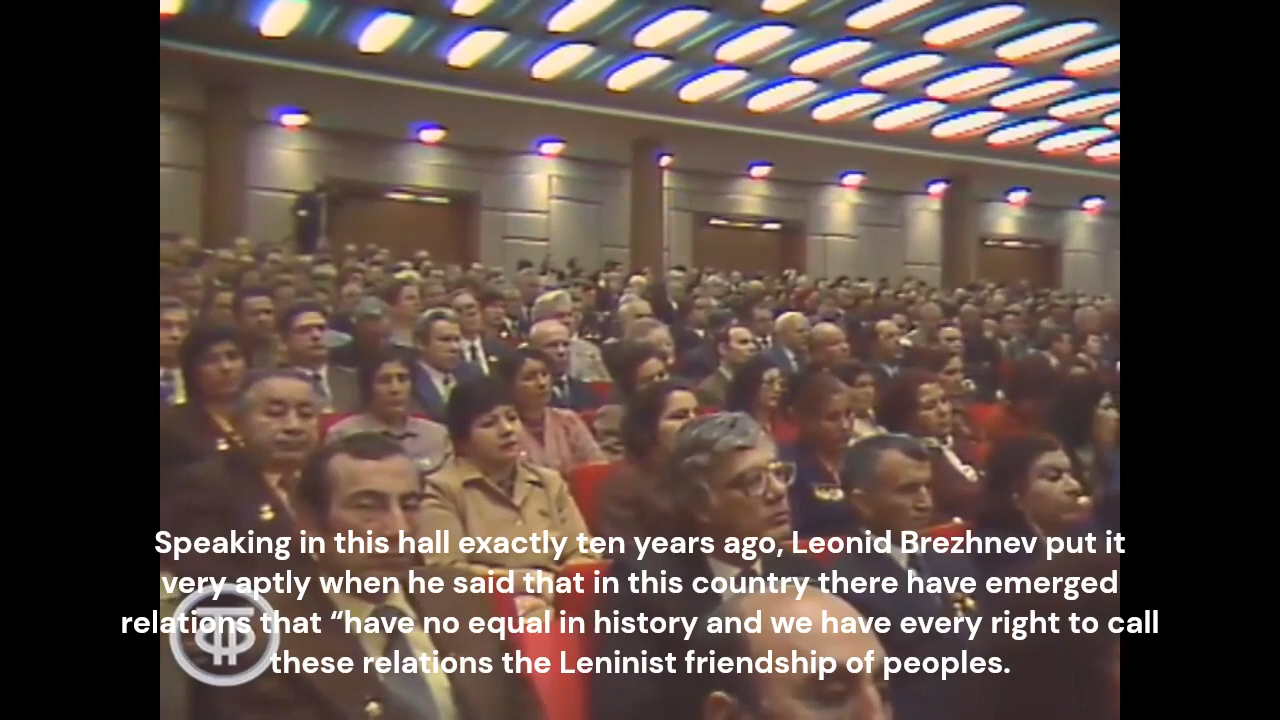 Speaking in this hall exactly ten years ago, Leonid Brezhnev put it
very aptly when he said that in this country there have emerged
relations that “have no equal in history and we have every right to call
these relations the Leninist friendship of peoples.